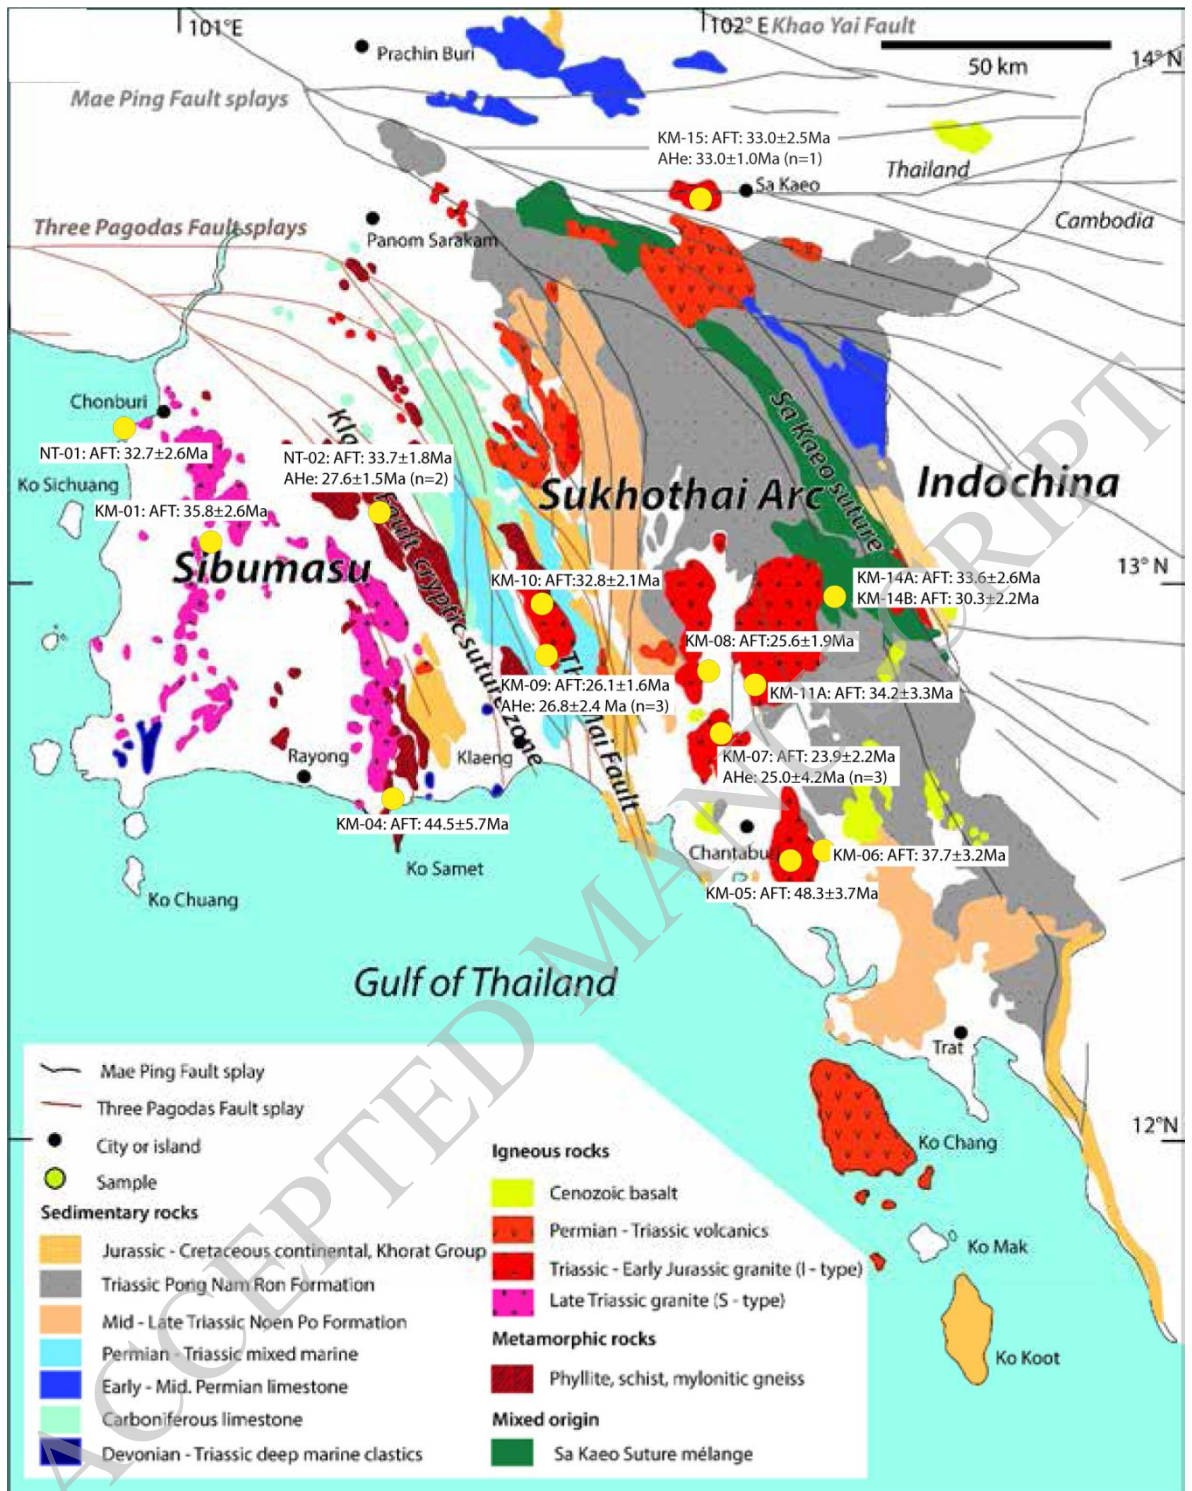 101°E
102°E
Khao Yai Fault
Prachin Buri
50 km
14°N
Mae Ping Fault splays
KM-15: AFT: 33.0±2.5Ma
AHe: 33.0±1.0Ma (n=1)
Thailand
Sa Kaeo
Cambodia
Three Pagodas Fault splays
Panom Sarakam
Chonburi
NT-01: AFT: 32.7±2.6Ma
NT-02: AFT: 33.7±1.8Ma
AHe: 27.6±1.5Ma (n=2)
Sa Kaeo suture
Ko Sichuang
KM-01: AFT: 35.8±2.6Ma
Sukhothai Arc
Indochina
Sibumasu
Kla
Fault cryptic suture zone
KM-10: AFT:32.8±2.1Ma
13°N
KM-14A: AFT: 33.6±2.6Ma
KM-14B: AFT: 30.3±2.2Ma
KM-08: AFT:25.6±1.9Ma
KM-09: AFT:26.1±1.6Ma
AHe: 26.8±2.4 Ma (n=3)
KM-11A: AFT: 34.2±3.3Ma
Th
Mai Fault
Rayong
Klaeng
KM-07: AFT: 23.9±2.2Ma
AHe: 25.0±4.2Ma (n=3)
KM-04: AFT: 44.5±5.7Ma
Chantabu
KM-06: AFT: 37.7±3.2Ma
Ko Samet
KM-05: AFT: 48.3±3.7Ma
Ko Chuang
Gulf of Thailand
Trat
12°N
Ko Chang
Ko Mak
Ko Koot
Mae Ping Fault splay
Three Pagodas Fault splay
City or island
Sample
Sedimentary rocks
Jurassic - Cretaceous continental, Khorat Group
Triassic Pong Nam Ron Formation
Mid - Late Triassic Noen Po Formation
Permian - Triassic mixed marine
Early - Mid. Permian limestone
Carboniferous limestone
Devonian - Triassic deep marine clastics
Igneous rocks
Cenozoic basalt
Permian - Triassic volcanics
Triassic - Early Jurassic granite (I - type)
Late Triassic granite (S - type)
Metamorphic rocks
Phyllite, schist, mylonitic gneiss
Mixed origin
Sa Kaeo Suture mélange
ACCEPTED MANUSCRIPT